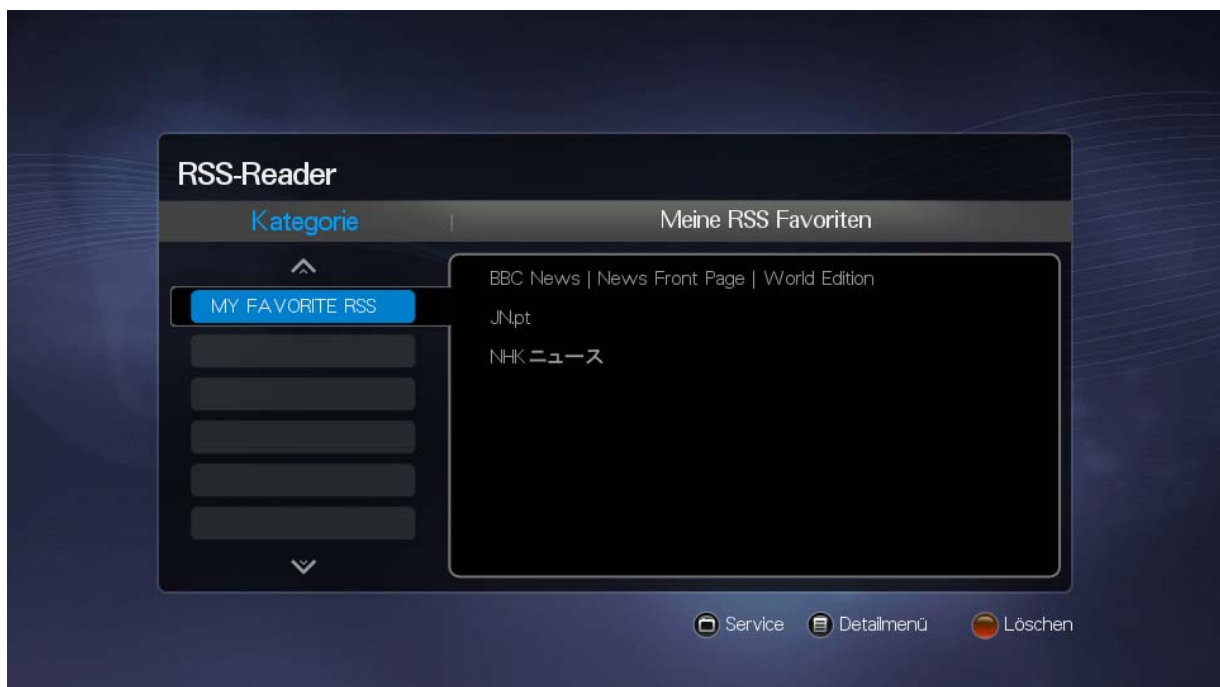 RSS-Reader
Kategorie
Meine RSS Favoriten
MY FAVORITE RSS
BBC News | News Front Page | World Edition
JN.pt
NHK ニュース
Service
Detailmenü
Löschen